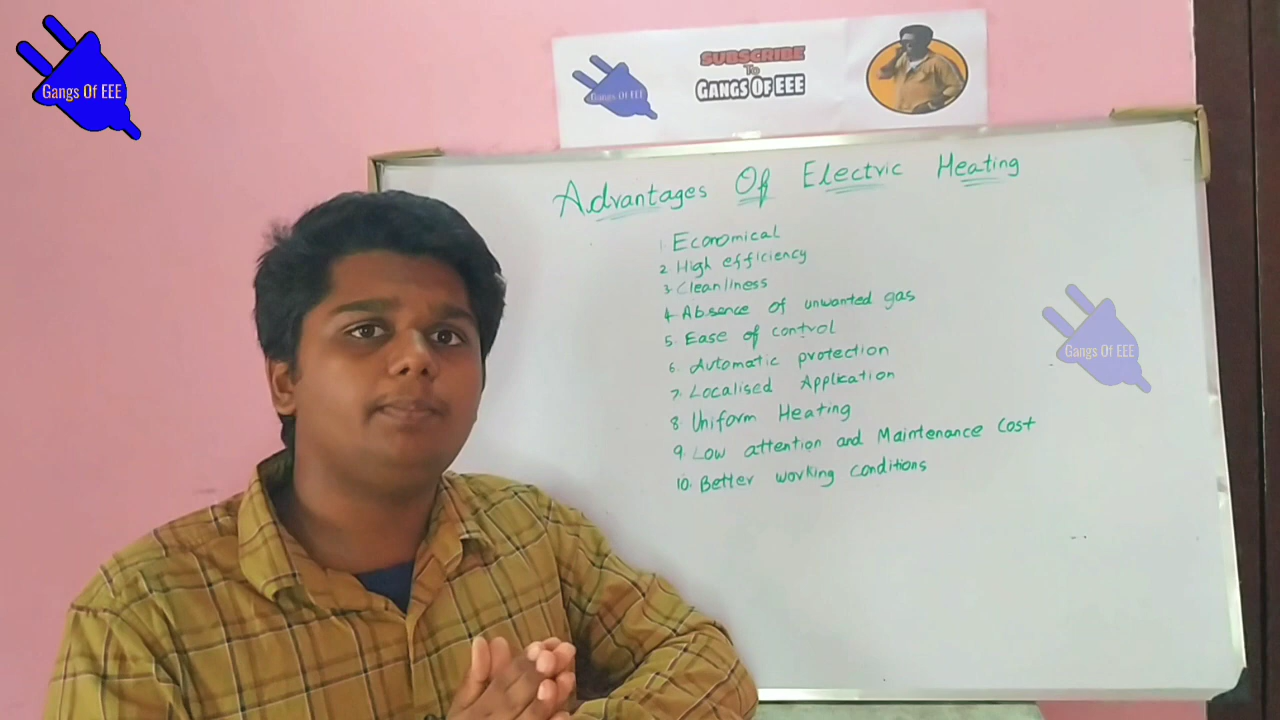 Gangs Of EEE
SUBSCRIBE
To
GANGS OF EEE
Gangs Of EEE
Advantages Of Electric Heating
1. Economical
2. High efficiency
3. Cleanliness
4. Absence of unwanted gas
5. Ease of control
6. Automatic protection
7. Localised Application
8. Uniform Heating
9. Low attention and Maintenance Cost
10. Better working conditions
Gangs Of EEE